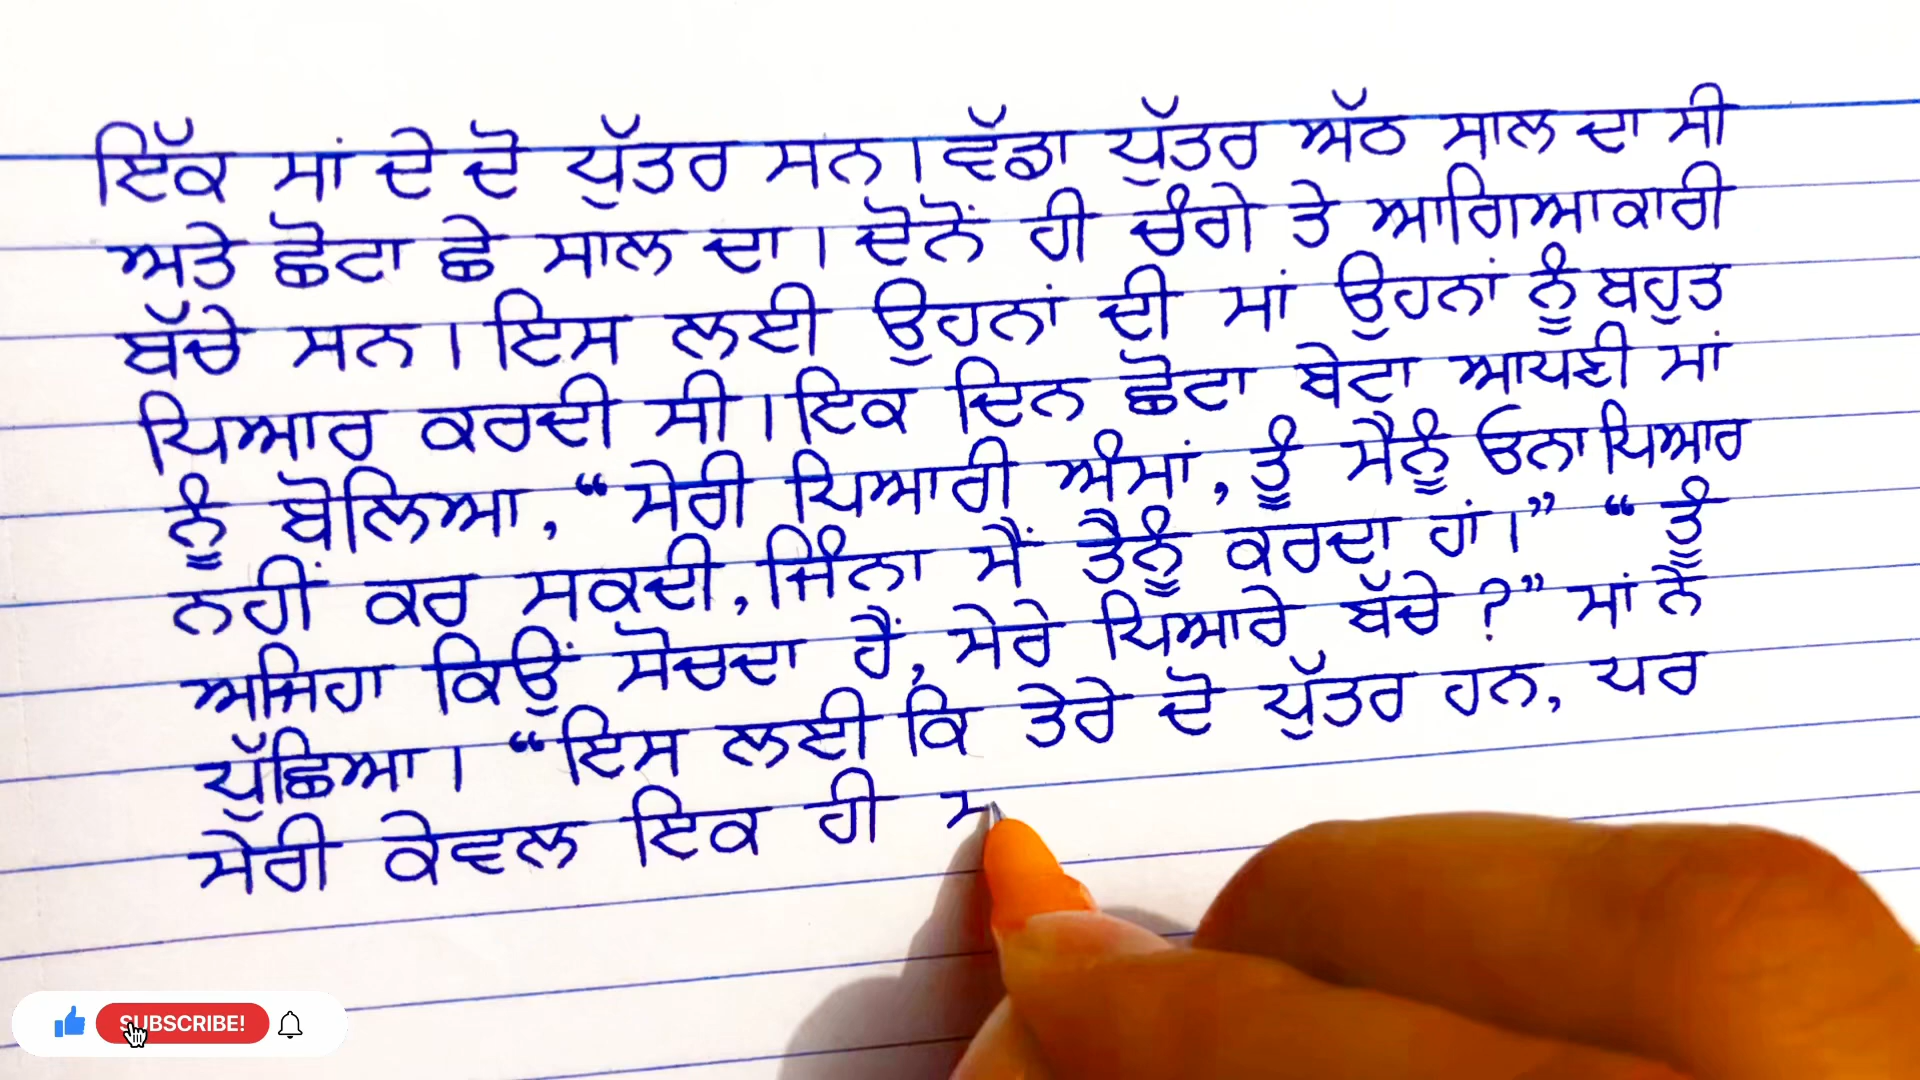 ਇੱਕ ਮਾਂ ਦੇ ਦੋ ਪੁੱਤਰ ਸਨ। ਵੱਡਾ ਪੁੱਤਰ ਅੱਠ ਸਾਲ ਦਾ ਸੀ
ਅਤੇ ਛੋਟਾ ਛੇ ਸਾਲ ਦਾ। ਦੋਨੋਂ ਹੀ ਚੰਗੇ ਤੇ ਆਗਿਆਕਾਰੀ
ਬੱਚੇ ਸਨ। ਇਸ ਲਈ ਉਹਨਾਂ ਦੀ ਮਾਂ ਉਹਨਾਂ ਨੂੰ ਬਹੁਤ
ਪਿਆਰ ਕਰਦੀ ਸੀ। ਇਕ ਦਿਨ ਛੋਟਾ ਬੇਟਾ ਆਪਣੀ ਮਾਂ
ਨੂੰ ਬੋਲਿਆ, “ਮੇਰੀ ਪਿਆਰੀ ਅੰਮਾਂ, ਤੂੰ ਮੈਨੂੰ ਓਨਾ ਪਿਆਰ
ਨਹੀਂ ਕਰ ਸਕਦੀ, ਜਿੰਨਾ ਮੈਂ ਤੈਨੂੰ ਕਰਦਾ ਹਾਂ।” “ ਤੂੰ
ਅਜਿਹਾ ਕਿਉਂ ਸੋਚਦਾ ਹੈਂ, ਮੇਰੇ ਪਿਆਰੇ ਬੱਚੇ ?” ਮਾਂ ਨੇ
ਪੁੱਛਿਆ। “ਇਸ ਲਈ ਕਿ ਤੇਰੇ ਦੋ ਪੁੱਤਰ ਹਨ, ਪਰ
ਮੇਰੀ ਕੇਵਲ ਇਕ ਹੀ
SUBSCRIBE!